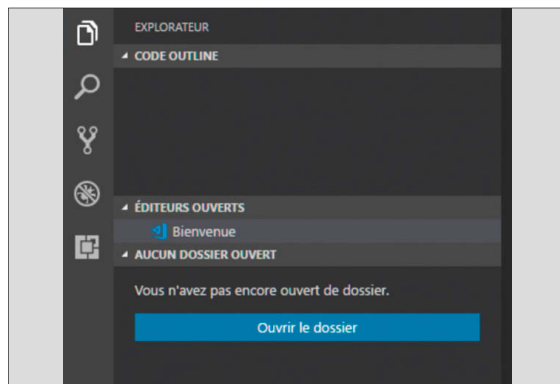 EXPLORATEUR
CODE OUTLINE
ÉDITEURS OUVERTS
Bienvenue
AUCUN DOSSIER OUVERT
Vous n'avez pas encore ouvert de dossier.
Ouvrir le dossier